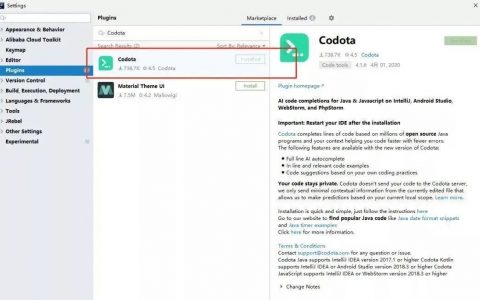 Settings
Appearance & Behavior
Alibaba Cloud Toolkit
Keymap
Editor
Plugins
Version Control
Build, Execution, Deployment
Languages & Frameworks
Tools
JRebel
Other Settings
Experimental
Plugins
Marketplace
Installed
Codota
Search Results (2)
Sort By: Relevance
Codota
738.7K 4.5 Codota
Installed
Material Theme UI
7.5M 4.2 Mallowigi
Install
Codota
738.7K 4.5 Codota
Code tools 4.1.6 4月 01, 2020
Installed
Plugin homepage
AI code completions for Java & Javascript on IntelliJ, Android Studio,
WebStorm, and PhpStorm
Important: Restart your IDE after the installation
Codota completes lines of code based on millions of open source Java
programs and your context helping you code faster with fewer errors.
The following features are available with the new version of Codota:
• Full line AI autocomplete
• In line and relevant code examples
• Code suggestions based on your own coding practices
Your code stays private. Codota doesn't send your code to the Codota server,
we only send minimal contextual information from the currently edited file that
allows us to make predictions based on your current local scope. Learn more.
Installation is quick and simple, just follow the instructions here
Go to our website to find popular Java code like Java date format snippets
and Java timer examples
Click here for more information.
Terms & Conditions
Contact support@codota.com for any question or issue.
Codota Java supports IntelliJ IDEA version 2017.1 or higher Codota Kotlin
supports IntelliJ IDEA or Android Studio version 2018.3 or higher Codota
JavaScript supports IntelliJ IDEA or WebStorm version 2018.3 or higher
Change Notes